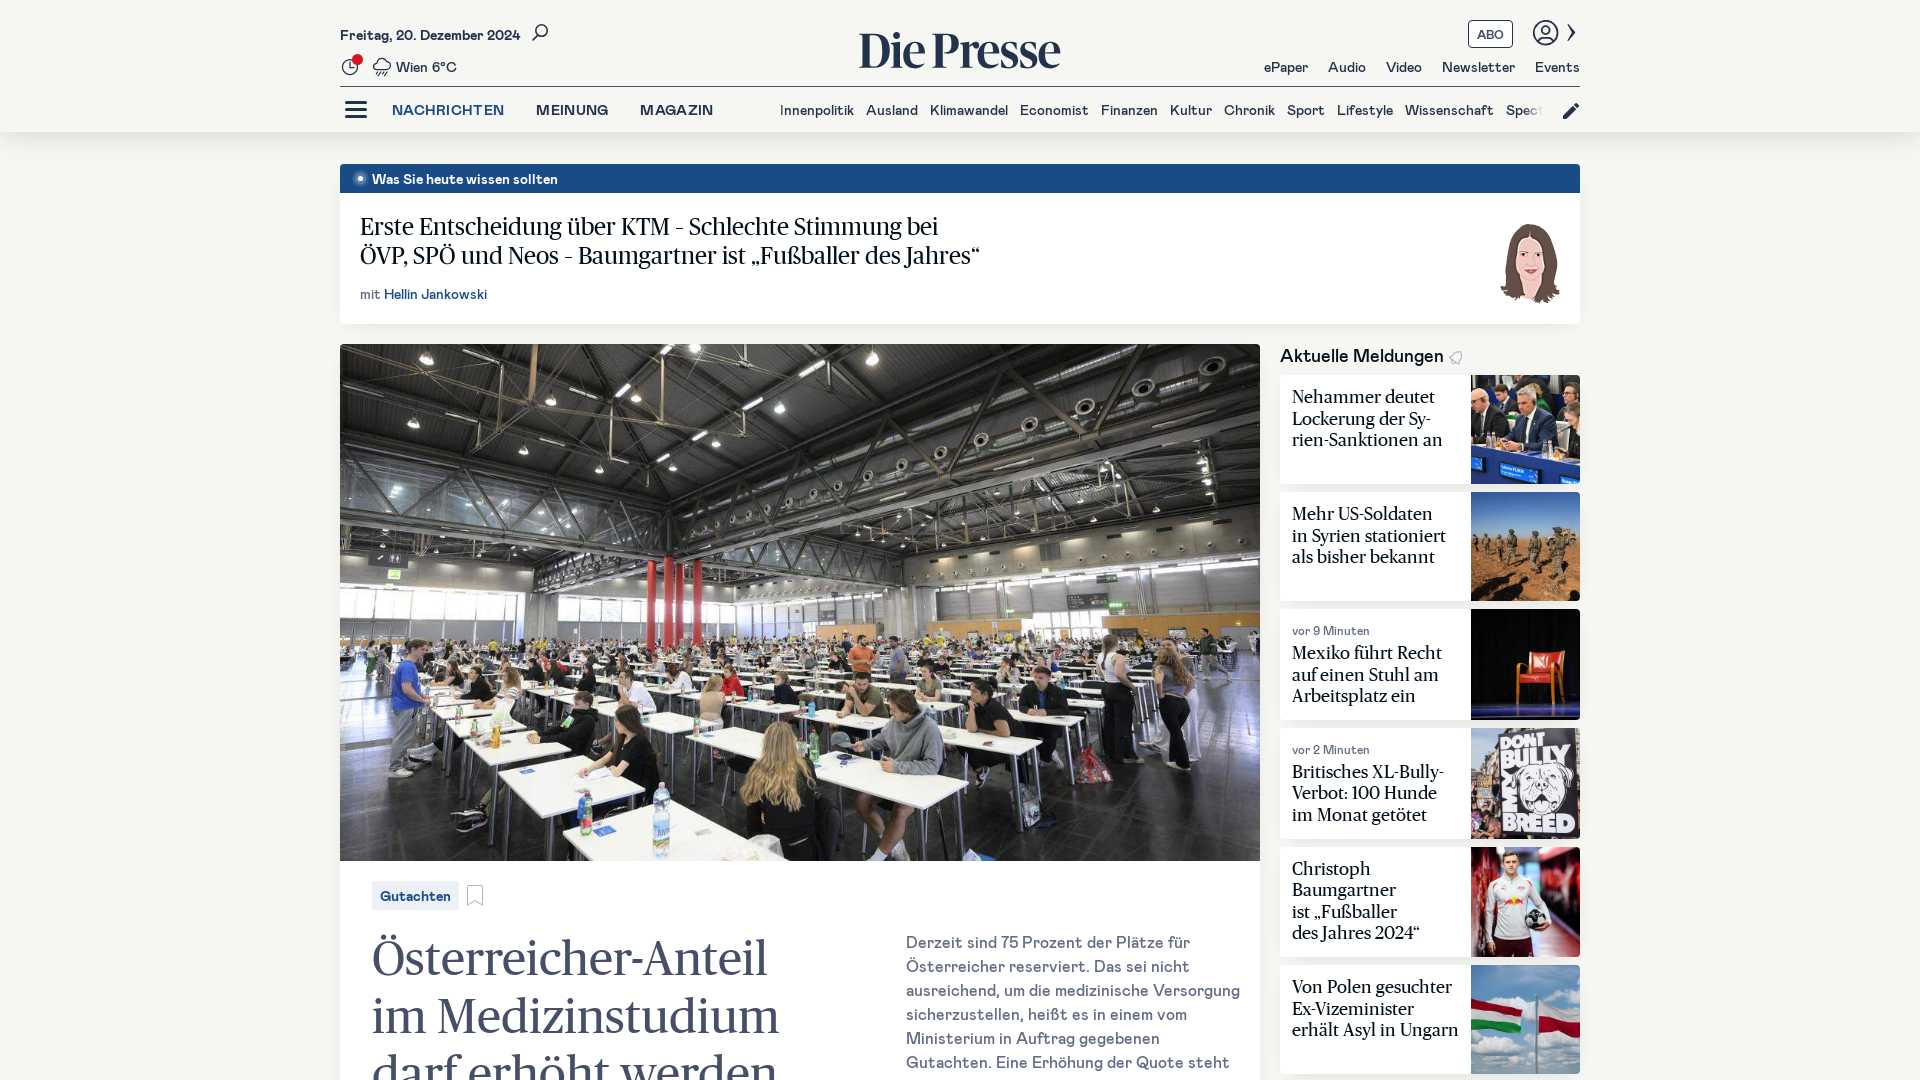 Freitag, 20. Dezember 2024
Wien 6°C
Die Presse
ABO
ePaper Audio Video Newsletter Events
NACHRICHTEN MEINUNG MAGAZIN
Innenpolitik Ausland Klimawandel Economist Finanzen Kultur Chronik Sport Lifestyle Wissenschaft Spect
Was Sie heute wissen sollten
Erste Entscheidung über KTM – Schlechte Stimmung bei
ÖVP, SPÖ und Neos – Baumgartner ist „Fußballer des Jahres“
mit Hellin Jankowski
Gutachten
Österreicher-Anteil
im Medizinstudium
darf erhöht werden
Derzeit sind 75 Prozent der Plätze für
Österreicher reserviert. Das sei nicht
ausreichend, um die medizinische Versorgung
sicherzustellen, heißt es in einem vom
Ministerium in Auftrag gegebenen
Gutachten. Eine Erhöhung der Quote steht
Aktuelle Meldungen
Nehammer deutet
Lockerung der Sy-
rien-Sanktionen an
Mehr US-Soldaten
in Syrien stationiert
als bisher bekannt
vor 9 Minuten
Mexiko führt Recht
auf einen Stuhl am
Arbeitsplatz ein
vor 2 Minuten
Britisches XL-Bully-
Verbot: 100 Hunde
im Monat getötet
DON'T
BULLY
MY
BREED
Christoph
Baumgartner
ist „Fußballer
des Jahres 2024“
Von Polen gesuchter
Ex-Vizeminister
erhält Asyl in Ungarn